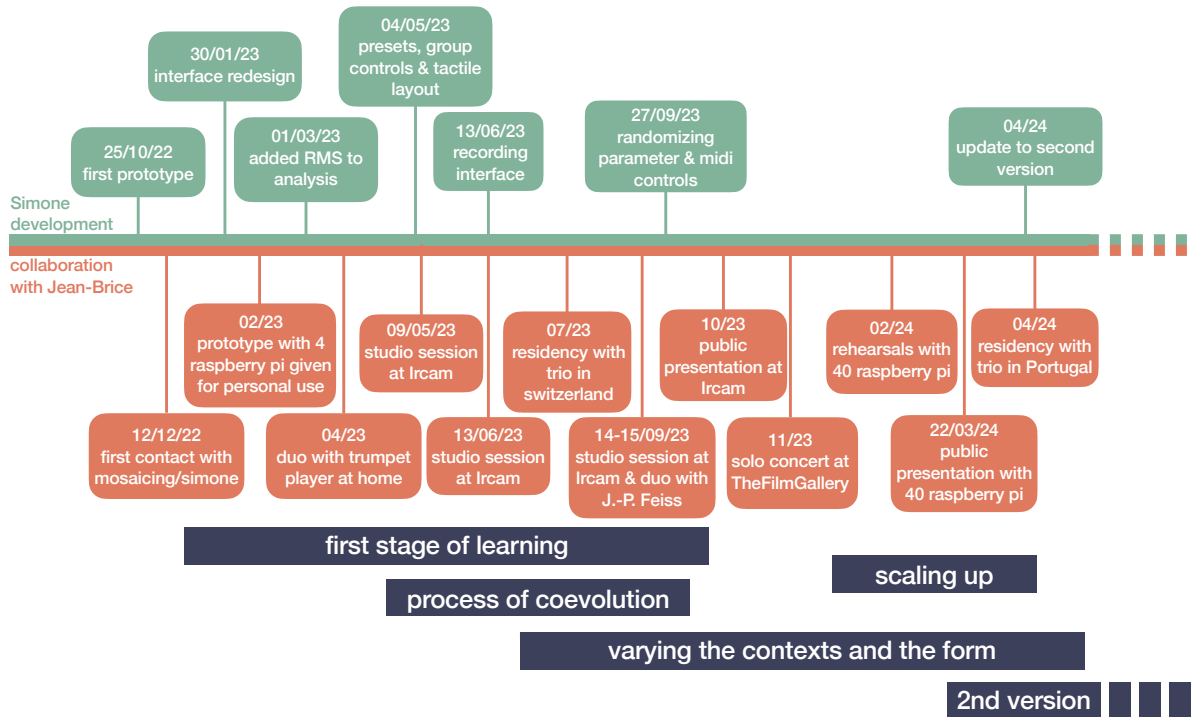 04/05/23
presets, group
controls & tactile
layout
30/01/23
interface redesign
27/09/23
randomizing
parameter & midi
controls
13/06/23
recording
interface
01/03/23
added RMS to
analysis
04/24
update to second
version
25/10/22
first prototype
Simone
development
collaboration
with Jean-Brice
02/23
prototype with 4
raspberry pi given
for personal use
09/05/23
studio session
at Ircam
07/23
residency with
trio in
switzerland
10/23
public
presentation at
Ircam
02/24
rehearsals with
40 raspberry pi
04/24
residency with
trio in Portugal
12/12/22
first contact with
mosaicing/simone
04/23
duo with trumpet
player at home
13/06/23
studio session
at Ircam
14-15/09/23
studio session at
Ircam & duo with
J.-P. Feiss
11/23
solo concert at
TheFilmGallery
22/03/24
public
presentation with
40 raspberry pi
first stage of learning
scaling up
process of coevolution
varying the contexts and the form
2nd version